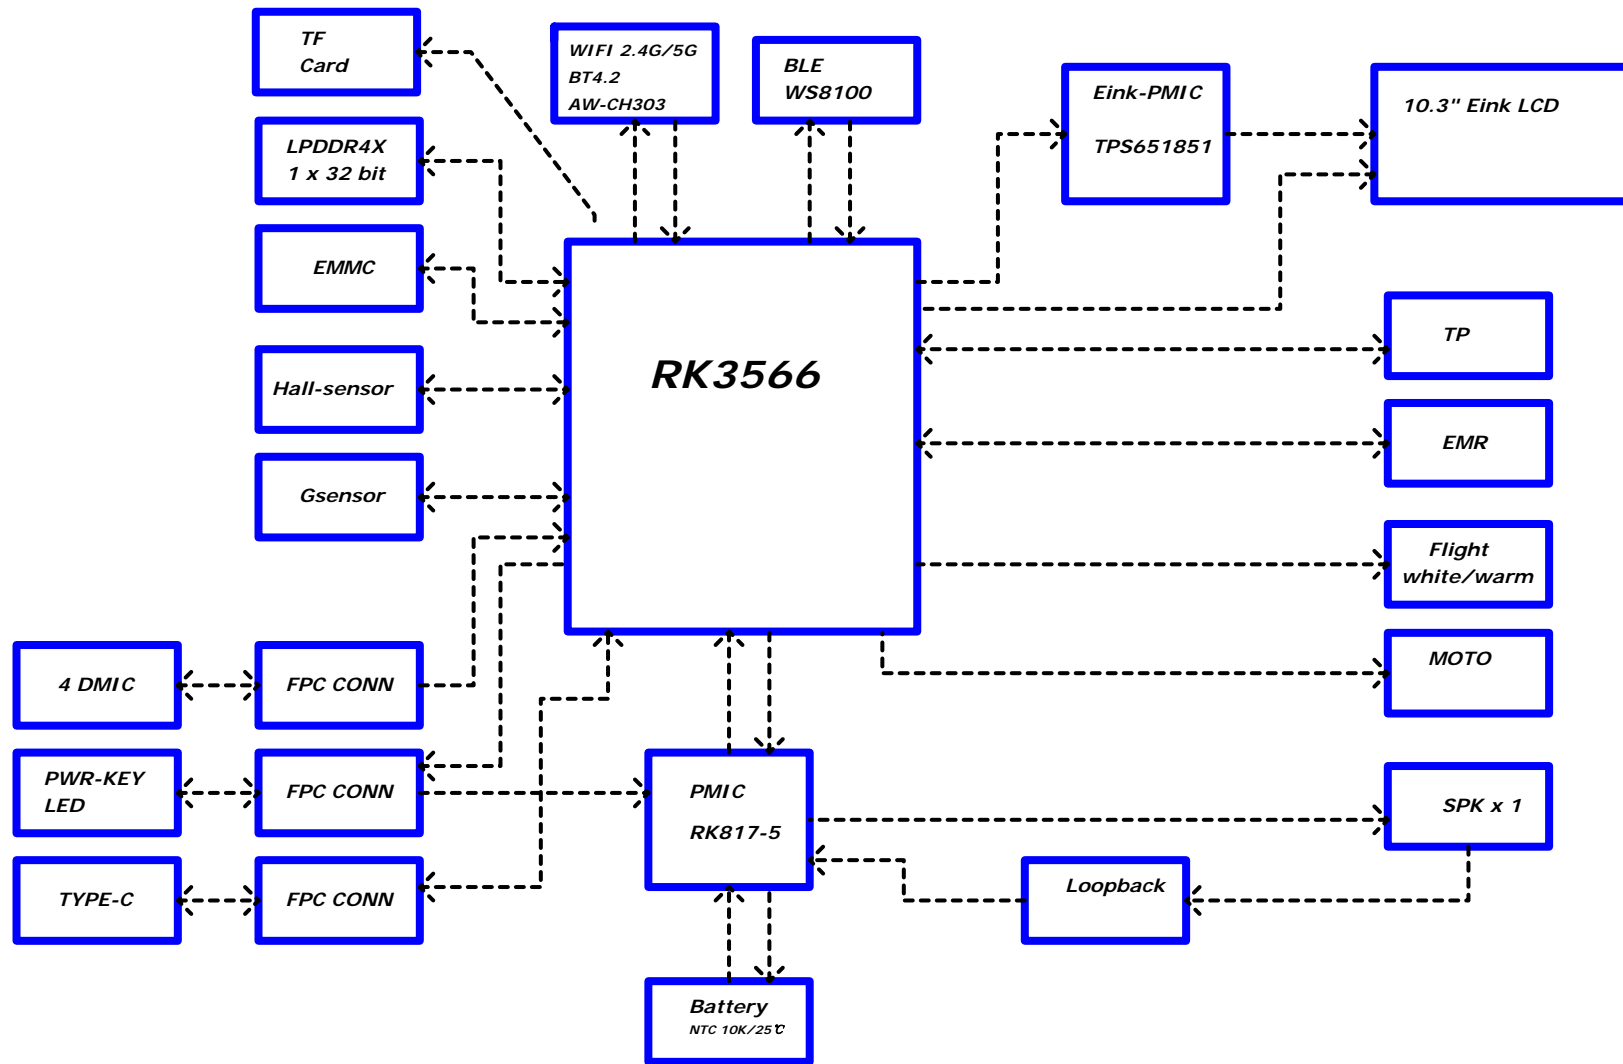 TF
Card
WIFI 2.4G/5G
BT4.2
AW-CH303
BLE
WS8100
Eink-PMIC
TPS651851
10.3" Eink LCD
LPDDR4X
1 x 32 bit
EMMC
Hall-sensor
Gsensor
RK3566
TP
EMR
Flight
white/warm
MOTO
4 DMIC
FPC CONN
PWR-KEY
LED
FPC CONN
PMIC
RK817-5
SPK x 1
TYPE-C
FPC CONN
Loopback
Battery
NTC 10K/25℃